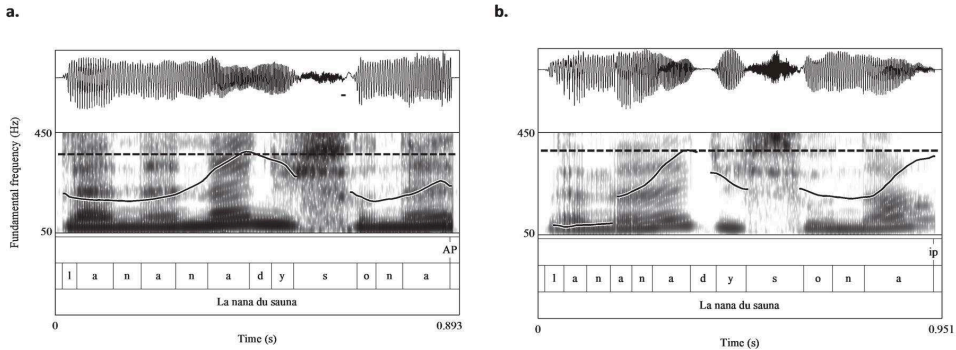 a.
450
Fundamental frequency (Hz)
50
AP
l a n a n a d y s o n a
La nana du sauna
0 0.893
Time (s)
b.
450
50
ip
l a n a n a d y s o n a
La nana du sauna
0 0.951
Time (s)